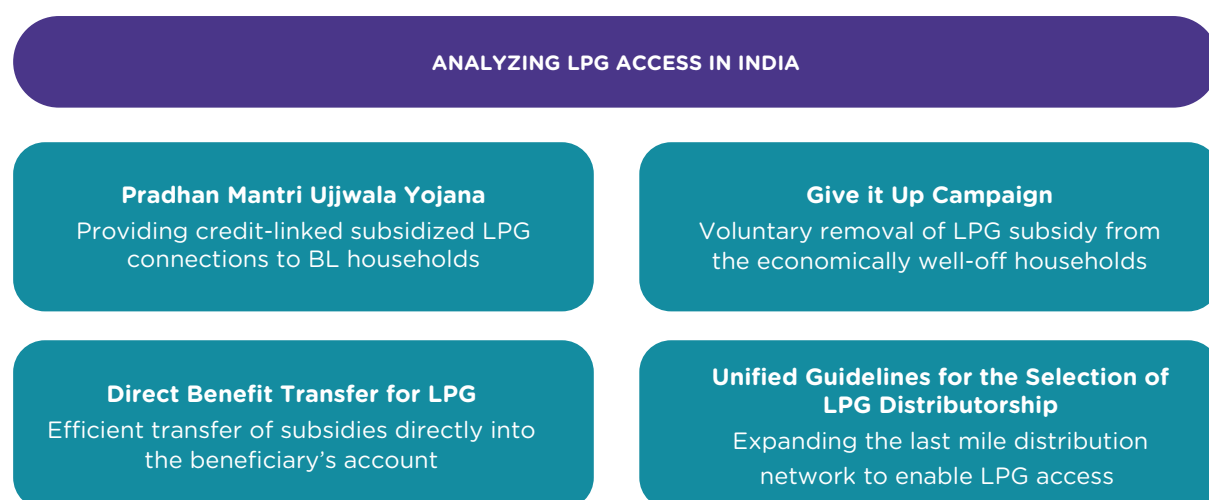 ANALYZING LPG ACCESS IN INDIA
Pradhan Mantri Ujjwala Yojana
Providing credit-linked subsidized LPG
connections to BL households
Give it Up Campaign
Voluntary removal of LPG subsidy from
the economically well-off households
Direct Benefit Transfer for LPG
Efficient transfer of subsidies directly into
the beneficiary’s account
Unified Guidelines for the Selection of
LPG Distributorship
Expanding the last mile distribution
network to enable LPG access